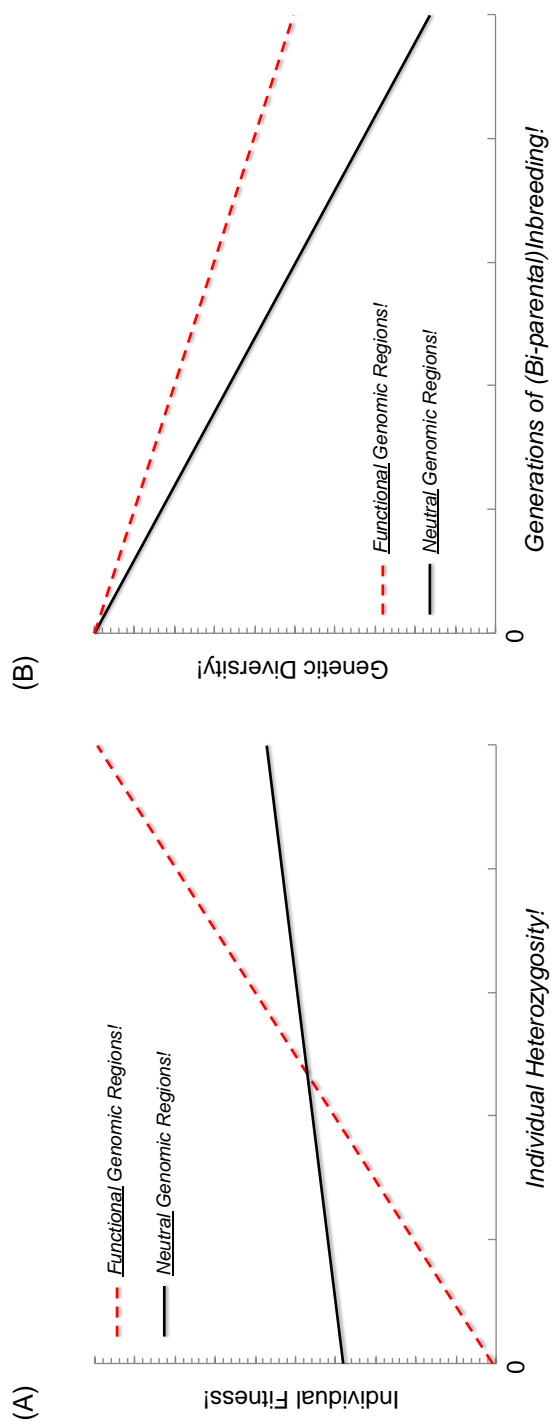 (A)
Individual Fitness!
Functional Genomic Regions!
Neutral Genomic Regions!
0
Individual Heterozygosity!
(B)
Genetic Diversity!
Functional Genomic Regions!
Neutral Genomic Regions!
0
Generations of (Bi-parental)Inbreeding!